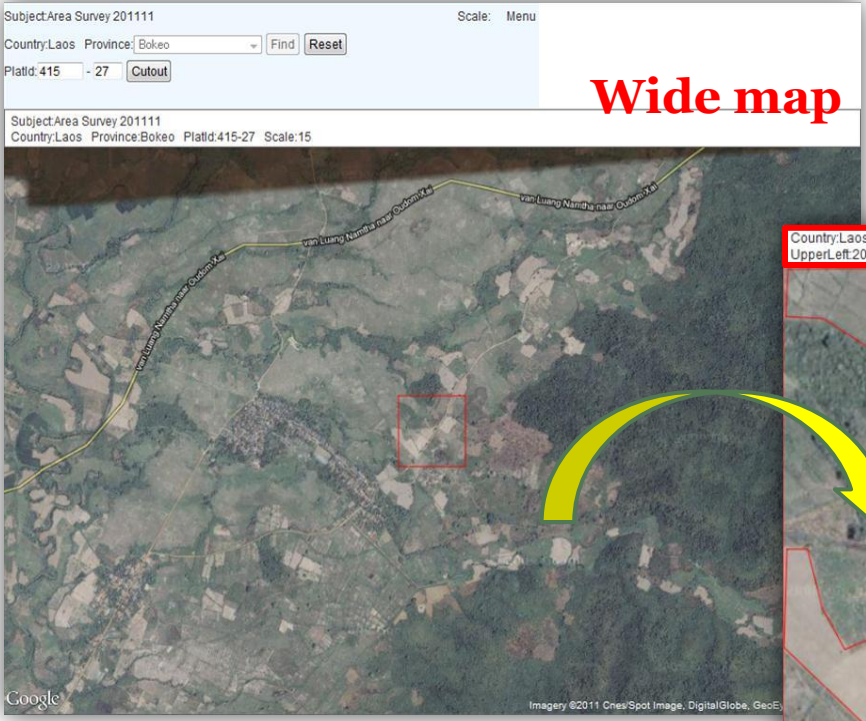 Subject:Area Survey 201111
Scale: Menu
Country:Laos Province: Bokeo Find Reset
PlatId: 415 - 27 Cutout
Wide map
Subject:Area Survey 201111
Country:Laos Province:Bokeo PlatId:415-27 Scale:15
van Luang Namtha naar Oudom-Xai
van Luang Namtha naar Oudom-Xai
Country:Laos
UpperLeft:20
van Luang Namtha naar Oudom-Xai
Google
Imagery ©2011 Cnes/Spot Image, DigitalGlobe, GeoEy